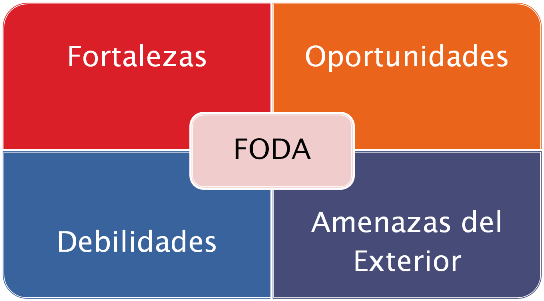 Fortalezas
Oportunidades
FODA
Debilidades
Amenazas del
Exterior